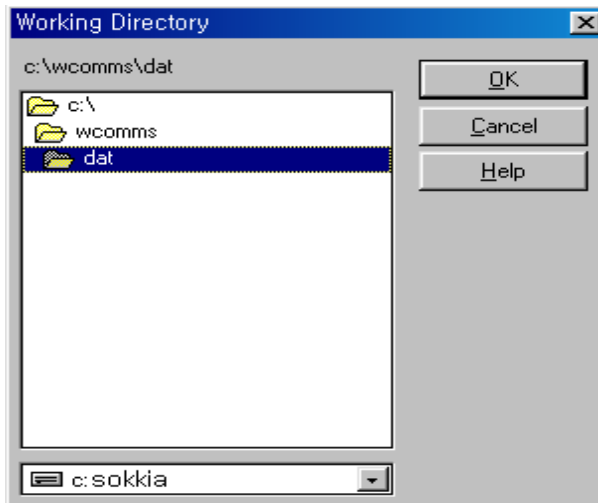 Working Directory
c:\wcomms\dat
c:\
wcomms
dat
OK
Cancel
Help
c: sokkia